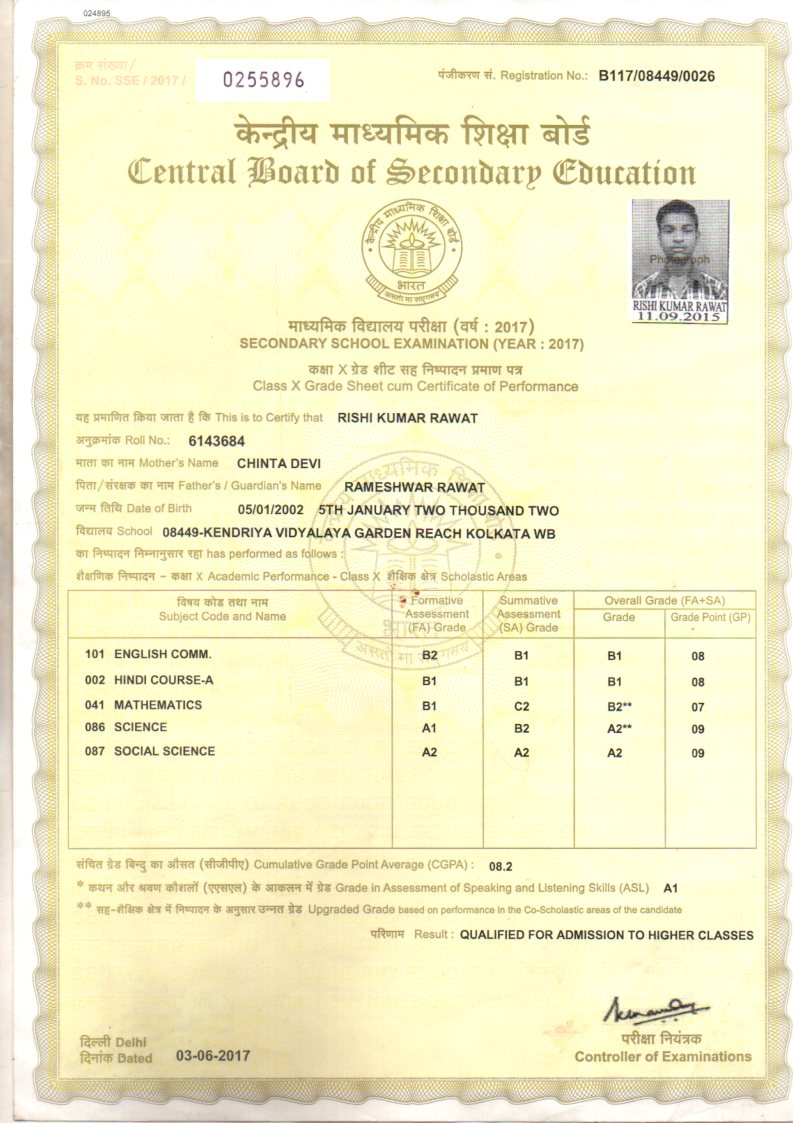 024895
क्रम संख्या/
S. No. SSE / 2017 / 0255896
पंजीकरण सं. Registration No.: B117/08449/0026
केन्द्रीय माध्यमिक शिक्षा बोर्ड
Central Board of Secondary Education
केन्द्रीय माध्यमिक शिक्षा बोर्ड
भारत
असतो मा सद्गमय
Photograph
RISHI KUMAR RAWAT
11.09.2015
माध्यमिक विद्यालय परीक्षा (वर्ष : 2017)
SECONDARY SCHOOL EXAMINATION (YEAR : 2017)
कक्षा X ग्रेड शीट सह निष्पादन प्रमाण पत्र
Class X Grade Sheet cum Certificate of Performance
यह प्रमाणित किया जाता है कि This is to Certify that RISHI KUMAR RAWAT
अनुक्रमांक Roll No.: 6143684
माता का नाम Mother's Name CHINTA DEVI
पिता/संरक्षक का नाम Father's / Guardian's Name RAMESHWAR RAWAT
जन्म तिथि Date of Birth 05/01/2002 5TH JANUARY TWO THOUSAND TWO
विद्यालय School 08449-KENDRIYA VIDYALAYA GARDEN REACH KOLKATA WB
का निष्पादन निम्नानुसार रहा has performed as follows :
शैक्षणिक निष्पादन - कक्षा X Academic Performance - Class X शैक्षिक क्षेत्र Scholastic Areas
विषय कोड तथा नाम
Subject Code and Name
Formative Assessment (FA) Grade
Summative Assessment (SA) Grade
Overall Grade (FA+SA)
Grade Grade Point (GP)
101 ENGLISH COMM. B2 B1 B1 08
002 HINDI COURSE-A B1 B1 B1 08
041 MATHEMATICS B1 C2 B2** 07
086 SCIENCE A1 B2 A2** 09
087 SOCIAL SCIENCE A2 A2 A2 09
संचित ग्रेड बिन्दु का औसत (सीजीपीए) Cumulative Grade Point Average (CGPA) : 08.2
* कथन और श्रवण कौशलों (एएसएल) के आकलन में ग्रेड Grade in Assessment of Speaking and Listening Skills (ASL) A1
** सह-शैक्षिक क्षेत्र में निष्पादन के अनुसार उन्नत ग्रेड Upgraded Grade based on performance in the Co-Scholastic areas of the candidate
परिणाम Result : QUALIFIED FOR ADMISSION TO HIGHER CLASSES
दिल्ली Delhi
दिनांक Dated 03-06-2017
परीक्षा नियंत्रक
Controller of Examinations